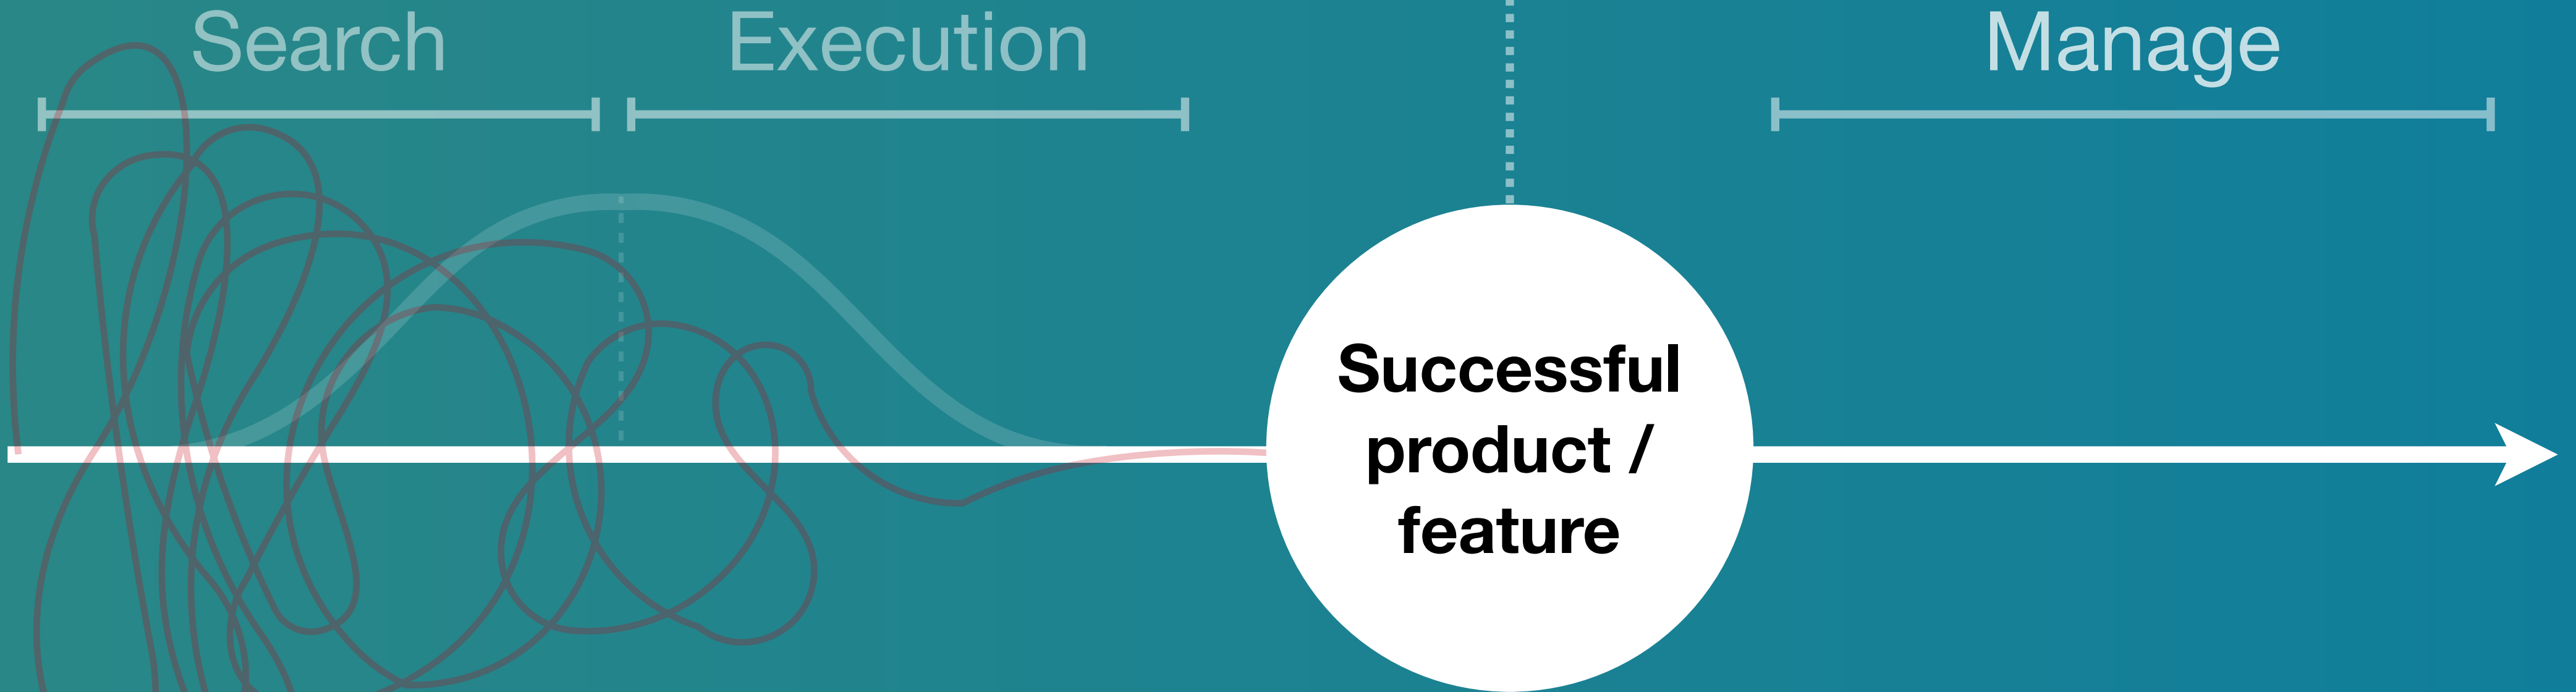 Search
Execution
Manage
Successful
product /
feature